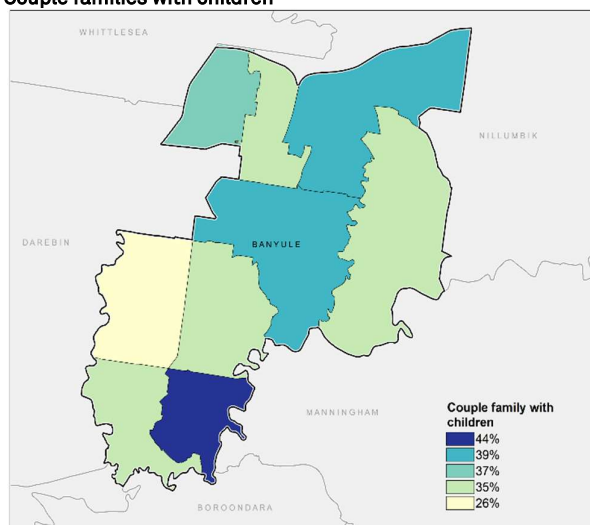 Couple families with children
WHITTLESEA
NILLUMBIK
DAREBIN
BANYULE
MANNINGHAM
BOROONDARA
Couple family with
children
44%
39%
37%
35%
26%